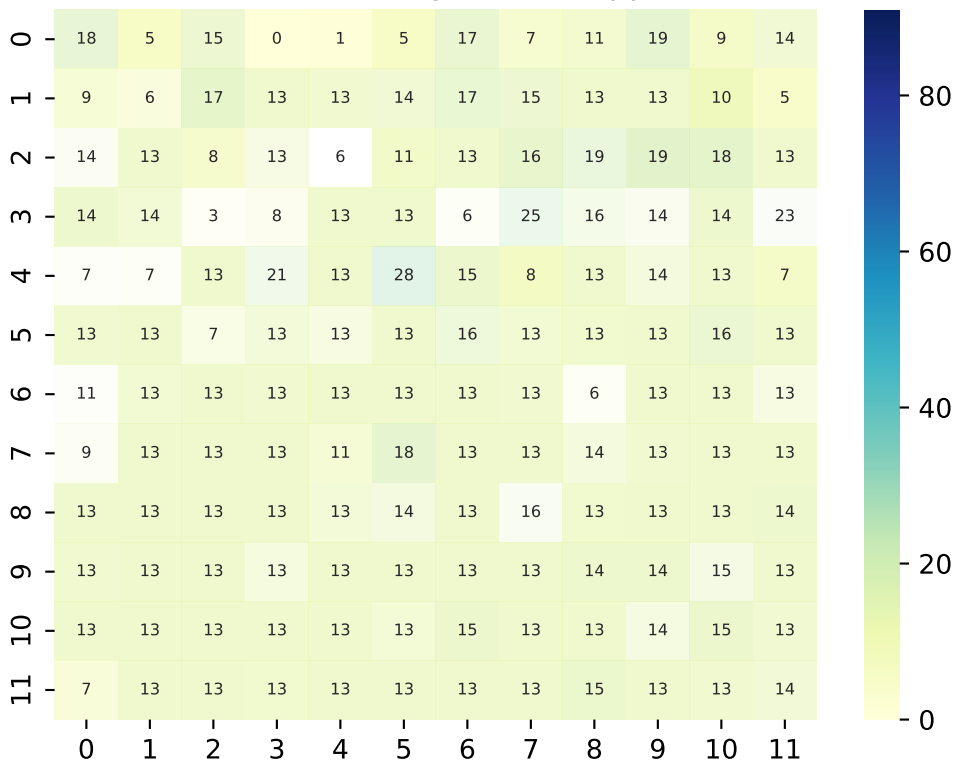 0 18 5 15 0 1 5 17 7 11 19 9 14
1 9 6 17 13 13 14 17 15 13 13 10 5
80
2 14 13 8 13 6 11 13 16 19 19 18 13
3 14 14 3 8 13 13 6 25 16 14 14 23
60
4 7 7 13 21 13 28 15 8 13 14 13 7
5 13 13 7 13 13 13 16 13 13 13 16 13
6 11 13 13 13 13 13 13 13 6 13 13 13
40
7 9 13 13 13 11 18 13 13 14 13 13 13
8 13 13 13 13 13 14 13 16 13 13 13 14
20
9 13 13 13 13 13 13 13 13 14 14 15 13
10 13 13 13 13 13 13 15 13 13 14 15 13
11 7 13 13 13 13 13 13 13 15 13 13 14
0
0 1 2 3 4 5 6 7 8 9 10 11